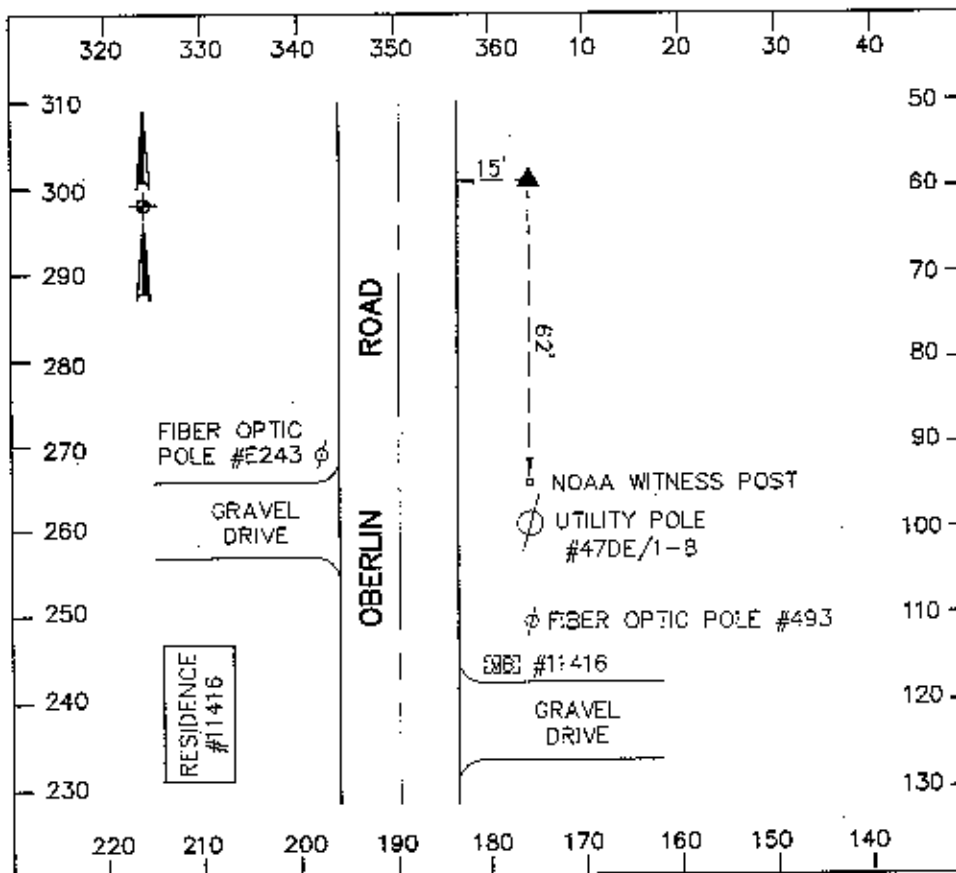 320 330 340 350 360 10 20 30 40
310
300
290
280
270
260
250
240
230
50
60
70
80
90
100
110
120
130
15'
62'
ROAD
OBERLIN
FIBER OPTIC
POLE #E243
GRAVEL
DRIVE
NOAA WITNESS POST
UTILITY POLE
#47DE/1-8
FIBER OPTIC POLE #493
MB #11416
RESIDENCE
#11416
GRAVEL
DRIVE
220 210 200 190 180 170 160 150 140